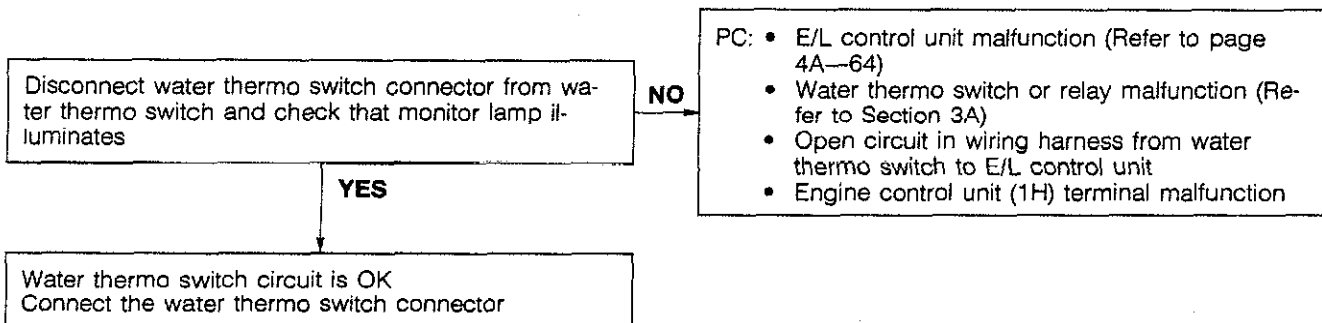 Disconnect water thermo switch connector from wa-
ter thermo switch and check that monitor lamp il-
luminates
NO
PC: • E/L control unit malfunction (Refer to page
4A—64)
• Water thermo switch or relay malfunction (Re-
fer to Section 3A)
• Open circuit in wiring harness from water
thermo switch to E/L control unit
• Engine control unit (1H) terminal malfunction
YES
Water thermo switch circuit is OK
Connect the water thermo switch connector